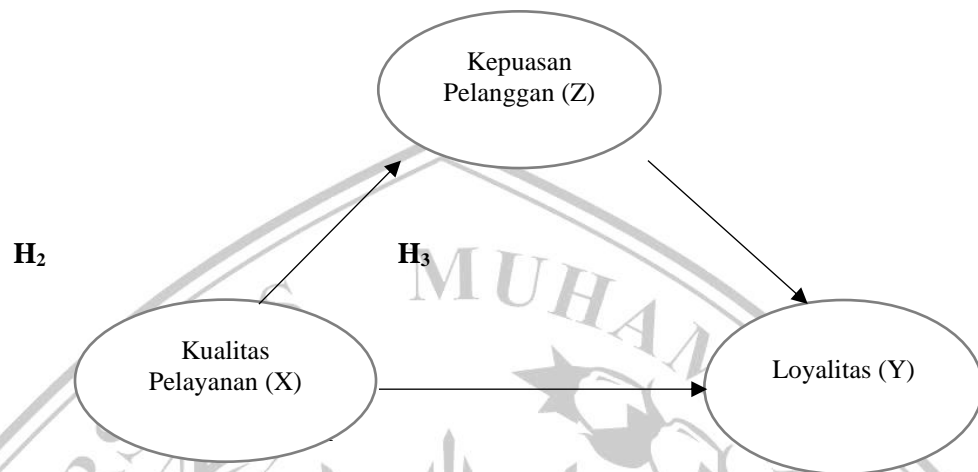 Kepuasan
Pelanggan (Z)
H₂
H₃
MUHAM
Kualitas
Pelayanan (X)
Loyalitas (Y)